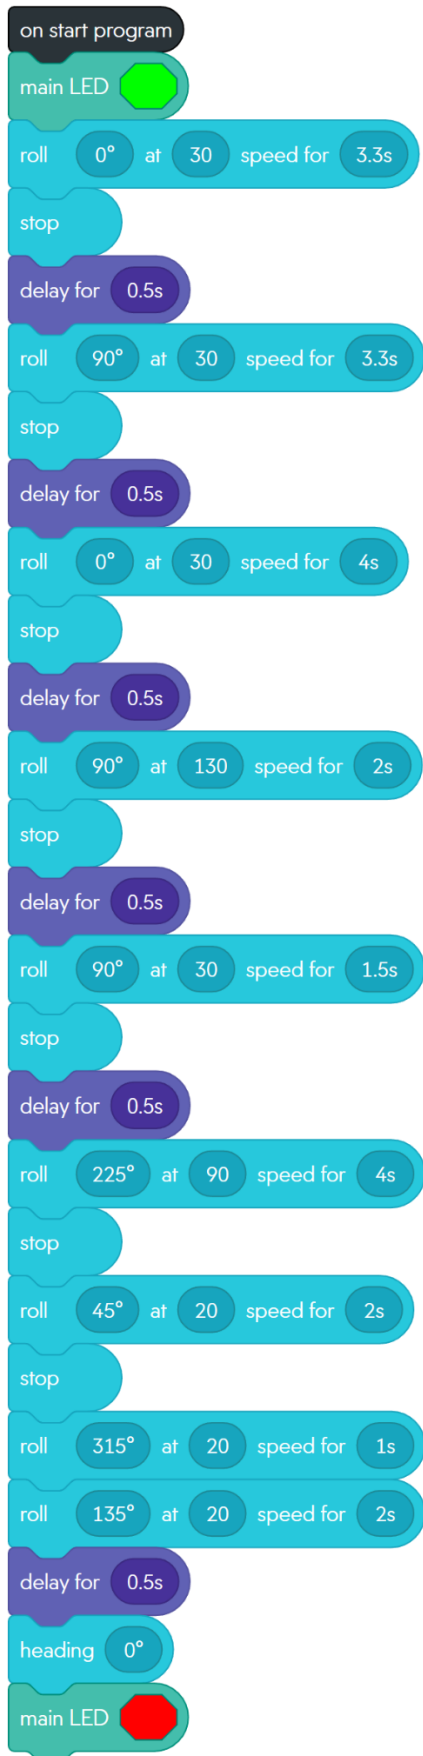 on start program
main LED
roll 0° at 30 speed for 3.3s
stop
delay for 0.5s
roll 90° at 30 speed for 3.3s
stop
delay for 0.5s
roll 0° at 30 speed for 4s
stop
delay for 0.5s
roll 90° at 130 speed for 2s
stop
delay for 0.5s
roll 90° at 30 speed for 1.5s
stop
delay for 0.5s
roll 225° at 90 speed for 4s
stop
roll 45° at 20 speed for 2s
stop
roll 315° at 20 speed for 1s
roll 135° at 20 speed for 2s
delay for 0.5s
heading 0°
main LED